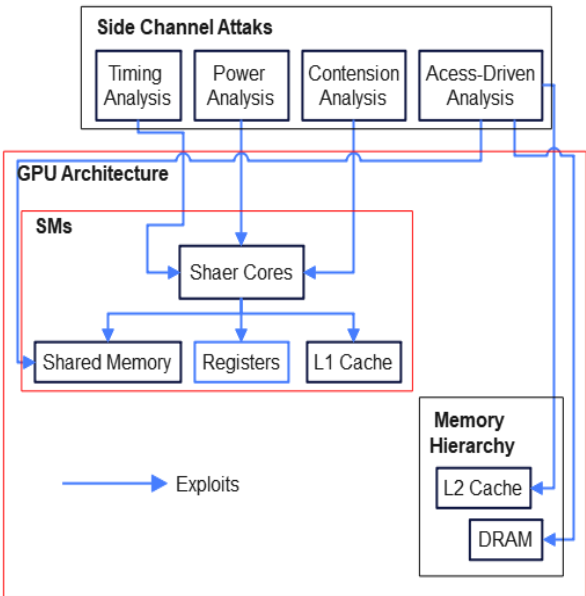 Side Channel Attaks
Timing
Analysis
Power
Analysis
Contension
Analysis
Acess-Driven
Analysis
GPU Architecture
SMs
Shaer Cores
Shared Memory
Registers
L1 Cache
Memory
Hierarchy
L2 Cache
DRAM
Exploits